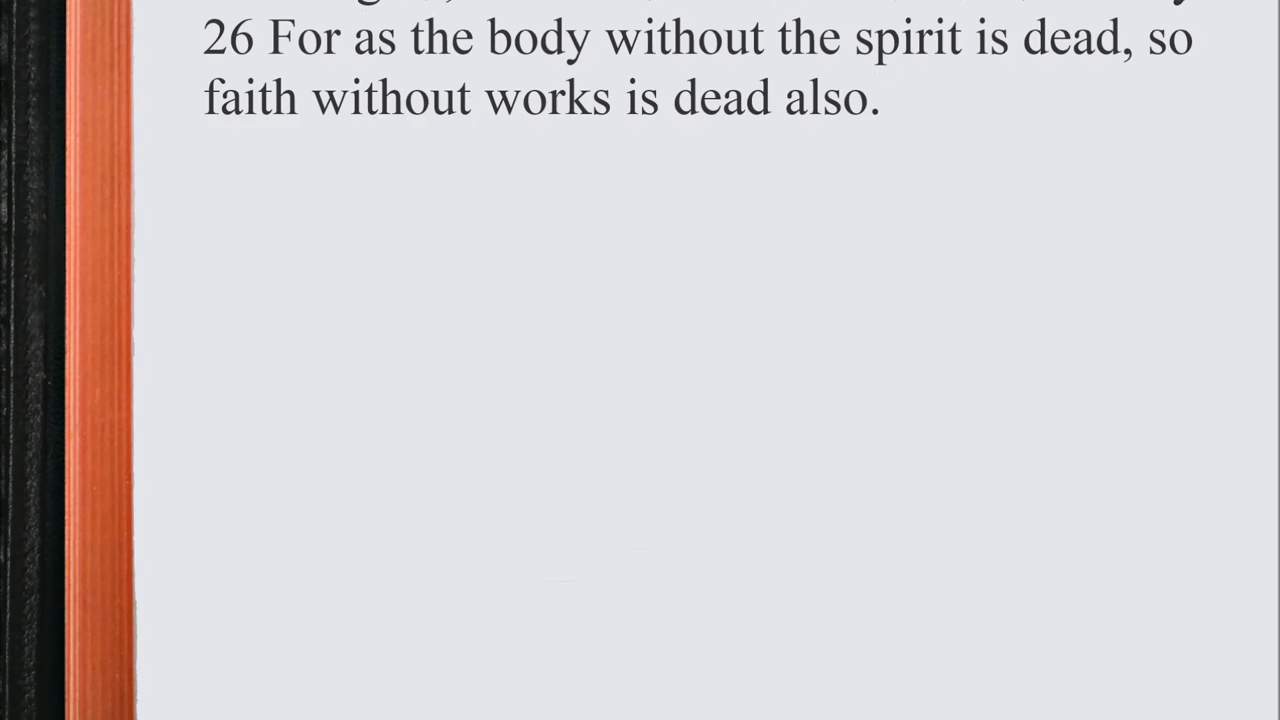 26 For as the body without the spirit is dead, so
faith without works is dead also.